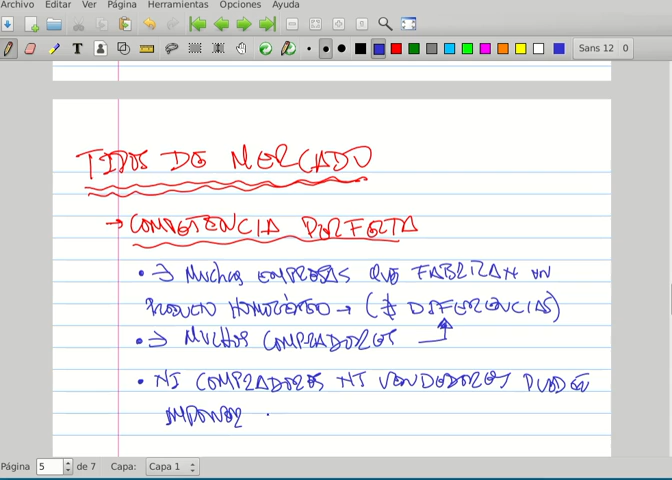 Archivo Editar Ver Página Herramientas Opciones Ayuda
T
Sans 12 0
TIPOS DE MERCADO
→ COMPETENCIA PERFECTA
• ∃ MUCHAS EMPRESAS QUE FABRICAN UN
HOMOGÉNEO → (∄ DIFERENCIAS)
• ∃ MUCHOS COMPRADORES
• NI COMPRADORES NI VENDEDORES PUEDEN
IMPONER
Página 5 de 7 Capa: Capa 1